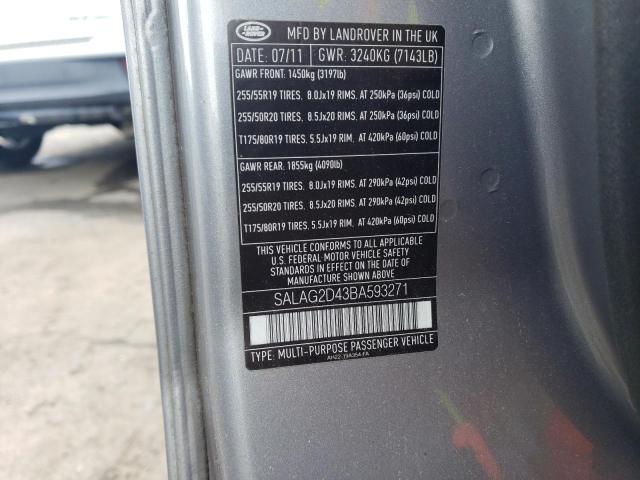 LAND-
ROVER
MFD BY LANDROVER IN THE UK
DATE: 07/11 GWR: 3240KG (7143LB)
GAWR FRONT: 1450kg (3197lb)
255/55R19 TIRES. 8.0Jx19 RIMS. AT 250kPa (36psi) COLD
255/50R20 TIRES. 8.5Jx20 RIMS. AT 250kPa (36psi) COLD
T175/80R19 TIRES. 5.5Jx19 RIM. AT 420kPa (60psi) COLD
GAWR REAR: 1855kg (4090lb)
255/55R19 TIRES. 8.0Jx19 RIMS. AT 290kPa (42psi) COLD
255/50R20 TIRES. 8.5Jx20 RIMS. AT 290kPa (42psi) COLD
T175/80R19 TIRES. 5.5Jx19 RIM. AT 420kPa (60psi) COLD
THIS VEHICLE CONFORMS TO ALL APPLICABLE
U.S. FEDERAL MOTOR VEHICLE SAFETY
STANDARDS IN EFFECT ON THE DATE OF
MANUFACTURE SHOWN ABOVE
SALAG2D43BA593271
TYPE: MULTI-PURPOSE PASSENGER VEHICLE
AH22-19A354-FA